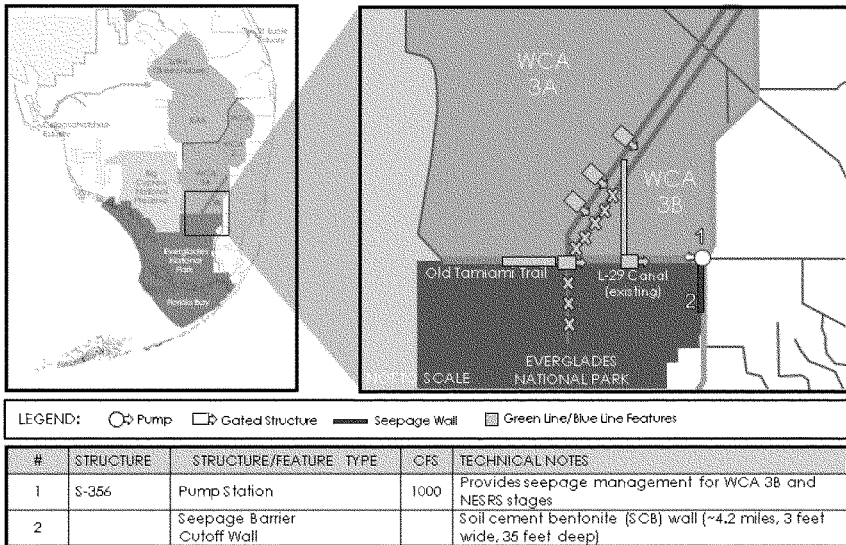 Everglades
National
Park
Florida Bay
WCA
3A
WCA
3B
1
Old Tamiami Trail
L-29 Canal
(existing)
2
EVERGLADES
NATIONAL PARK
SCALE
LEGEND: Pump Gated Structure Seepage Wall Green Line/Blue Line Features
# STRUCTURE STRUCTURE/FEATURE TYPE CFS TECHNICAL NOTES
1 S-356 Pump Station 1000 Provides seepage management for WCA 3B and
NESRS stages
2 Seepage Barrier
Cutoff Wall
Soil cement bentonite (SCB) wall (~4.2 miles, 3 feet
wide, 35 feet deep)